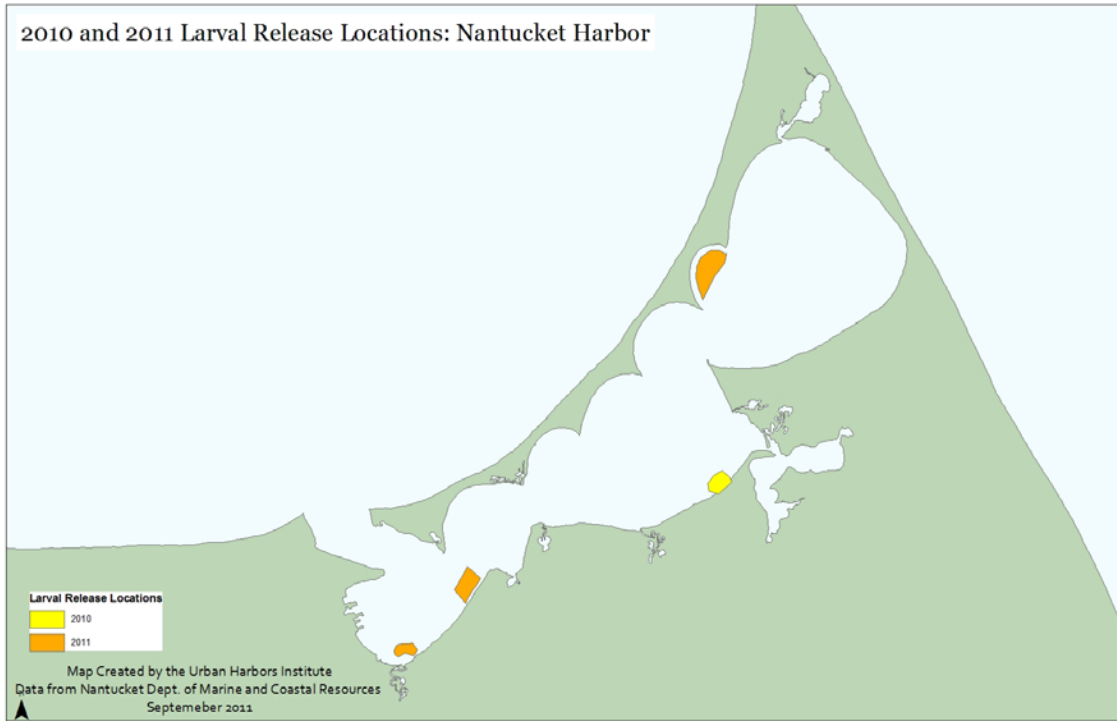 2010 and 2011 Larval Release Locations: Nantucket Harbor
Larval Release Locations
2010
2011
Map Created by the Urban Harbors Institute
Data from Nantucket Dept. of Marine and Coastal Resources
Septemeber 2011